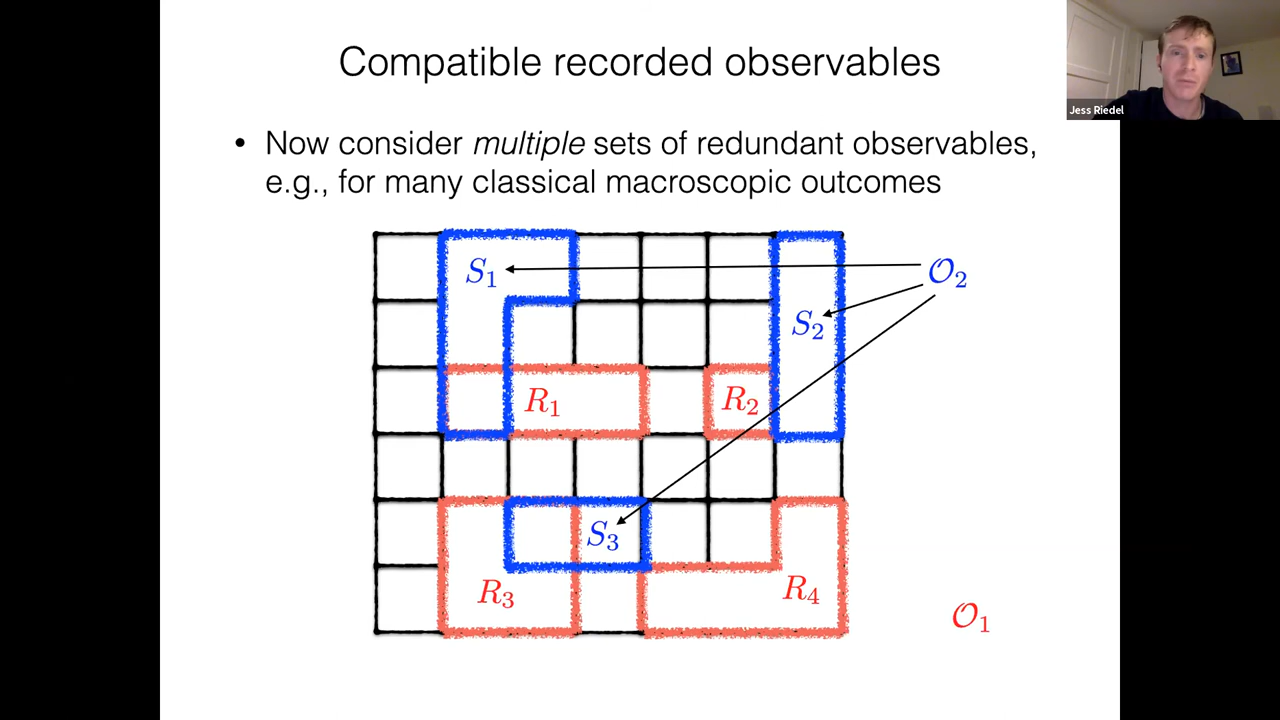 Compatible recorded observables
Jess Riedel
• Now consider multiple sets of redundant observables,
e.g., for many classical macroscopic outcomes
S₁
O₂
S₂
R₁
R₂
S₃
R₃
R₄
O₁